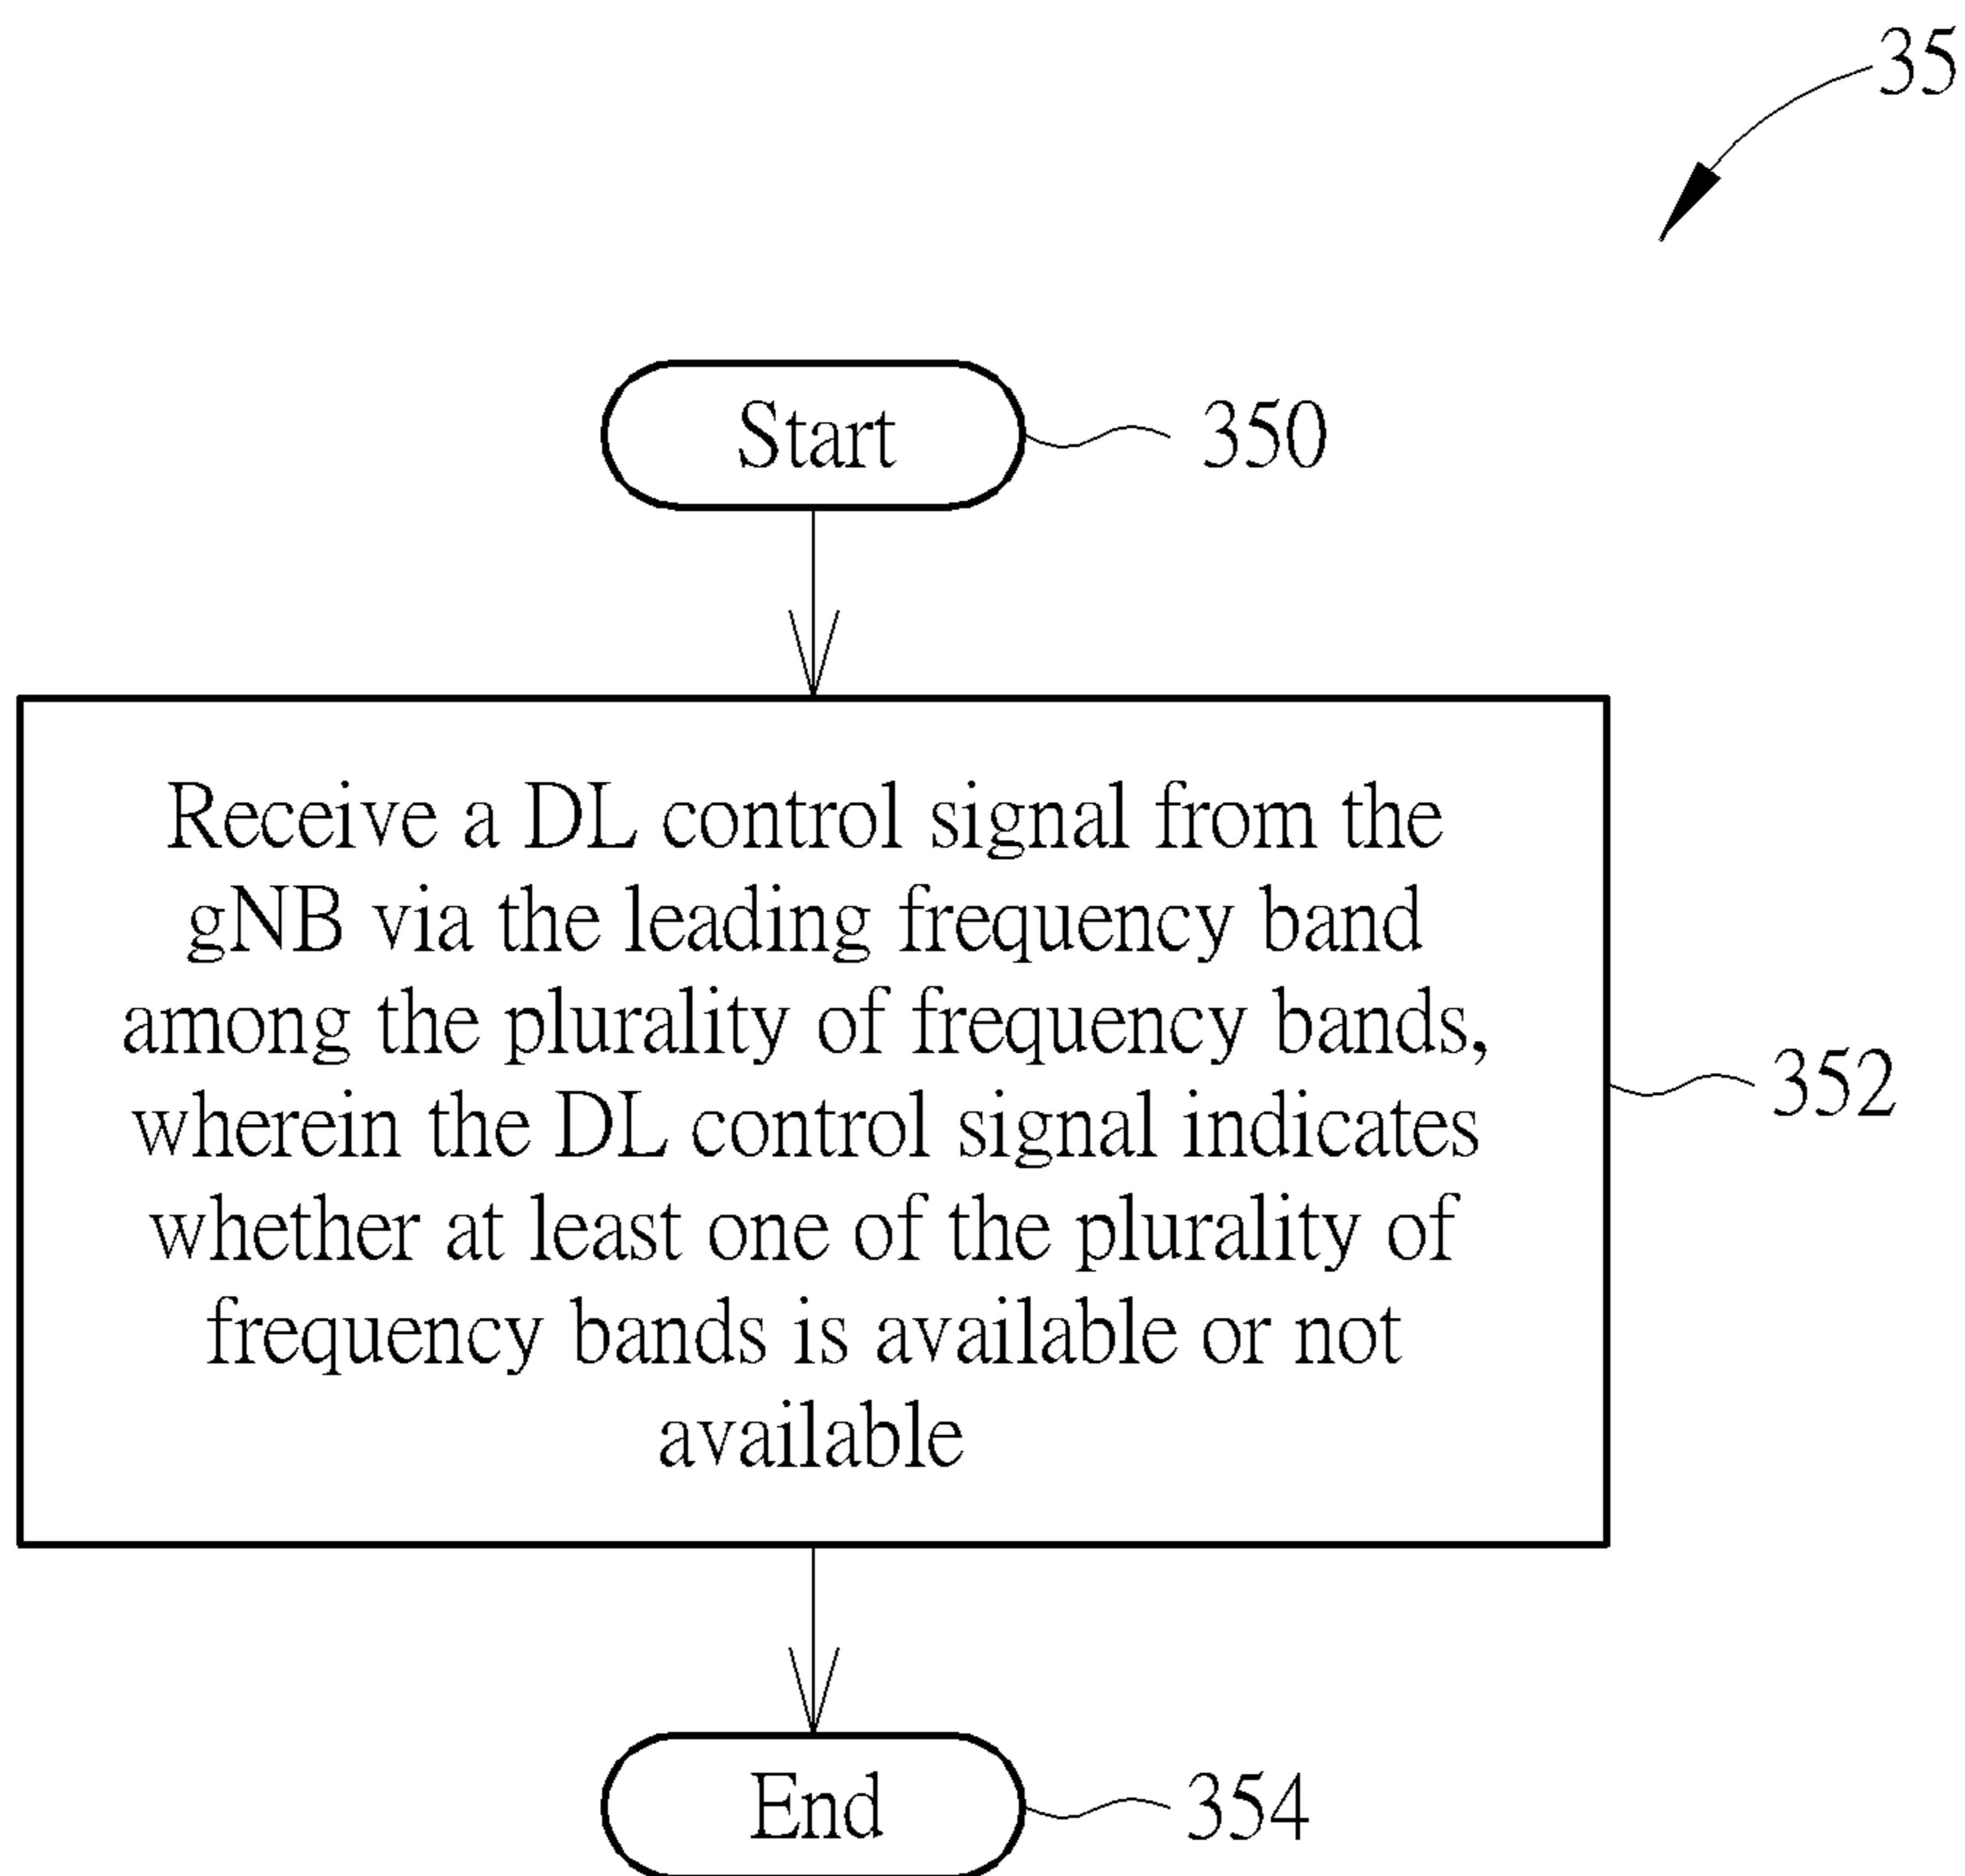 35
Start
350
Receive a DL control signal from the
gNB via the leading frequency band
among the plurality of frequency bands,
wherein the DL control signal indicates
whether at least one of the plurality of
frequency bands is available or not
available
352
End
354